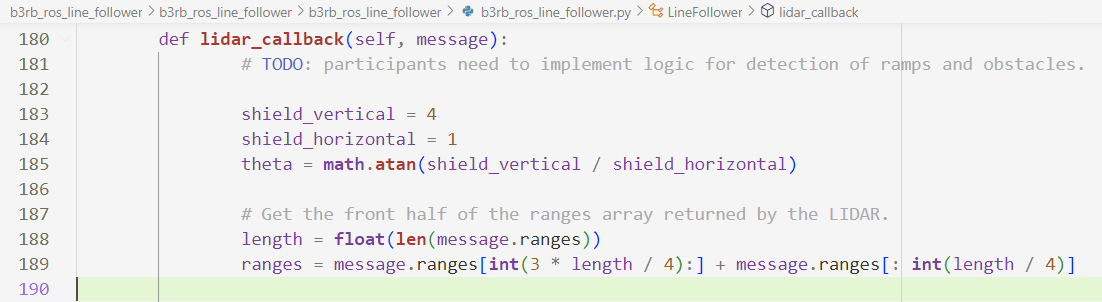 b3rb_ros_line_follower > b3rb_ros_line_follower > b3rb_ros_line_follower > b3rb_ros_line_follower.py > LineFollower > lidar_callback
180 def lidar_callback(self, message):
181 # TODO: participants need to implement logic for detection of ramps and obstacles.
182
183 shield_vertical = 4
184 shield_horizontal = 1
185 theta = math.atan(shield_vertical / shield_horizontal)
186
187 # Get the front half of the ranges array returned by the LIDAR.
188 length = float(len(message.ranges))
189 ranges = message.ranges[int(3 * length / 4):] + message.ranges[: int(length / 4)]
190